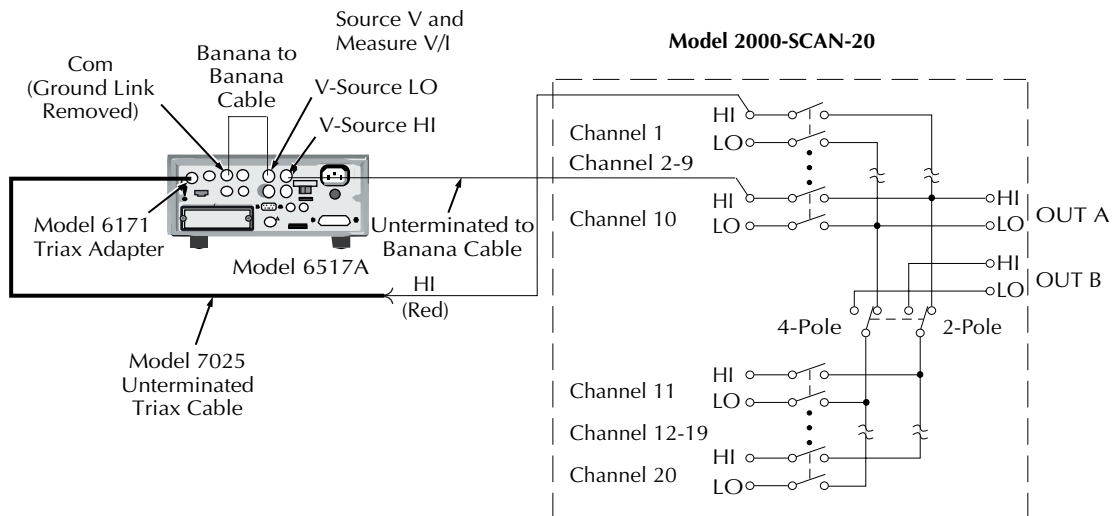 Source V and
Measure V/I
Model 2000-SCAN-20
Com
(Ground Link
Removed)
Banana to
Banana
Cable
V-Source LO
V-Source HI
Model 6171
Triax Adapter
Model 6517A
Unterminated to
Banana Cable
HI
(Red)
Model 7025
Unterminated
Triax Cable
Channel 1
HI
LO
Channel 2-9
Channel 10
HI
LO
HI
LO
OUT A
HI
LO
OUT B
4-Pole
2-Pole
Channel 11
HI
LO
Channel 12-19
Channel 20
HI
LO